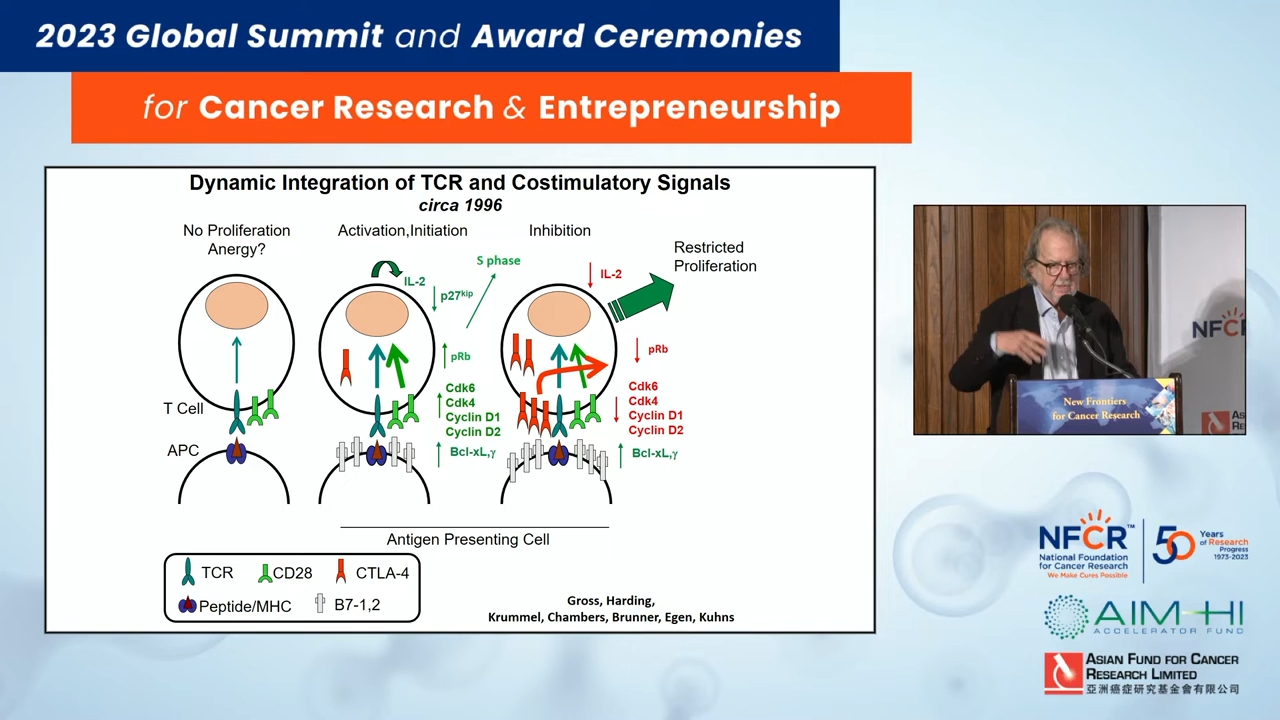 2023 Global Summit and Award Ceremonies
for Cancer Research & Entrepreneurship
Dynamic Integration of TCR and Costimulatory Signals
circa 1996
No Proliferation
Anergy?
Activation,Initiation
Inhibition
Restricted
Proliferation
S phase
IL-2
p27kip
IL-2
pRb
pRb
Cdk6
Cdk4
Cyclin D1
Cyclin D2
Cdk6
Cdk4
Cyclin D1
Cyclin D2
T Cell
APC
Bcl-xL,γ
Bcl-xL,γ
Antigen Presenting Cell
TCR
CD28
CTLA-4
Peptide/MHC
B7-1,2
Gross, Harding,
Krummel, Chambers, Brunner, Egen, Kuhns
NFC
New Frontiers
for Cancer Research
NFCR™
National Foundation
for Cancer Research
We Make Cures Possible
50
Years
of Research
Progress
1973-2023
AIM-HI
ACCELERATOR FUND
ASIAN FUND FOR CANCER
RESEARCH LIMITED
亞洲癌症研究基金會有限公司